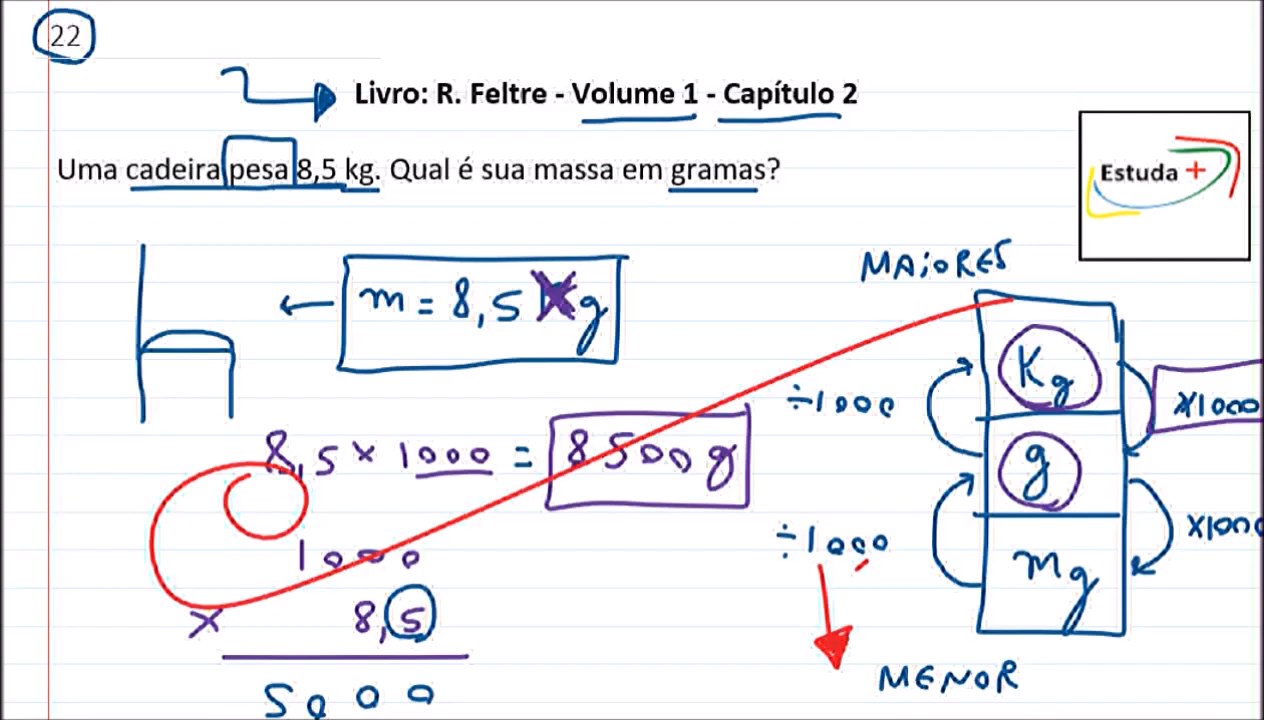 22
Livro: R. Feltre - Volume 1 - Capítulo 2
Uma cadeira pesa 8,5 kg. Qual é sua massa em gramas?
Estuda +
MAiORES
m = 8,5 Kg
Kg
÷1000
x1000
8,5 x 1000 = 8500g
g
÷1000
x1000
1000
mg
x 8,5
MENOR
5000